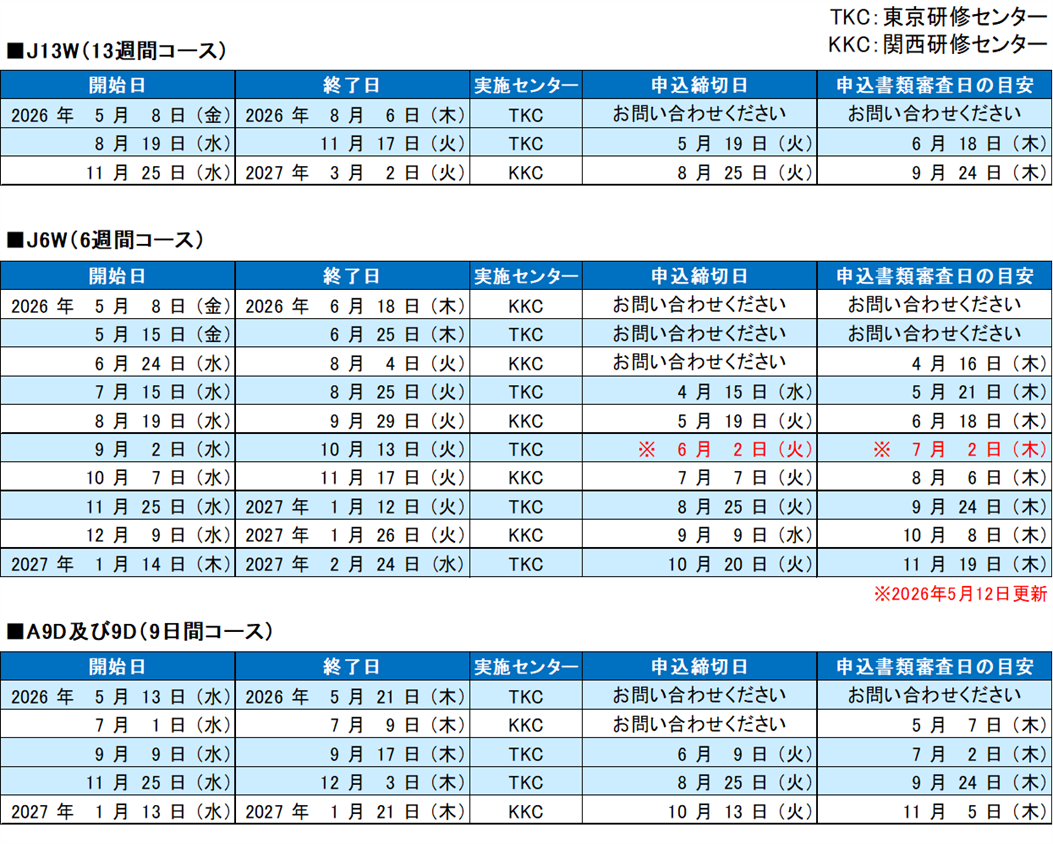 TKC：東京研修センター
KKC：関西研修センター
■J13W（13週間コース）
開始日 終了日 実施センター 申込締切日 申込書類審査日の目安
2026 年 5 月 8 日（金） 2026 年 8 月 6 日（木） TKC お問い合わせください お問い合わせください
8 月 19 日（水） 11 月 17 日（火） TKC 5 月 19 日（火） 6 月 18 日（木）
11 月 25 日（水） 2027 年 3 月 2 日（火） KKC 8 月 25 日（火） 9 月 24 日（木）
■J6W（6週間コース）
開始日 終了日 実施センター 申込締切日 申込書類審査日の目安
2026 年 5 月 8 日（金） 2026 年 6 月 18 日（木） KKC お問い合わせください お問い合わせください
5 月 15 日（金） 6 月 25 日（木） TKC お問い合わせください お問い合わせください
6 月 24 日（水） 8 月 4 日（火） KKC お問い合わせください 4 月 16 日（木）
7 月 15 日（水） 8 月 25 日（火） TKC 4 月 15 日（水） 5 月 21 日（木）
8 月 19 日（水） 9 月 29 日（火） KKC 5 月 19 日（火） 6 月 18 日（木）
9 月 2 日（水） 10 月 13 日（火） TKC ※ 6 月 2 日（火） ※ 7 月 2 日（木）
10 月 7 日（水） 11 月 17 日（火） KKC 7 月 7 日（火） 8 月 6 日（木）
11 月 25 日（水） 2027 年 1 月 12 日（火） TKC 8 月 25 日（火） 9 月 24 日（木）
12 月 9 日（水） 2027 年 1 月 26 日（火） KKC 9 月 9 日（水） 10 月 8 日（木）
2027 年 1 月 14 日（木） 2027 年 2 月 24 日（水） TKC 10 月 20 日（火） 11 月 19 日（木）
※2026年5月12日更新
■A9D及び9D（9日間コース）
開始日 終了日 実施センター 申込締切日 申込書類審査日の目安
2026 年 5 月 13 日（水） 2026 年 5 月 21 日（木） TKC お問い合わせください お問い合わせください
7 月 1 日（水） 7 月 9 日（木） KKC お問い合わせください 5 月 7 日（木）
9 月 9 日（水） 9 月 17 日（木） TKC 6 月 9 日（火） 7 月 2 日（木）
11 月 25 日（水） 12 月 3 日（木） TKC 8 月 25 日（火） 9 月 24 日（木）
2027 年 1 月 13 日（水） 2027 年 1 月 21 日（木） KKC 10 月 13 日（火） 11 月 5 日（木）